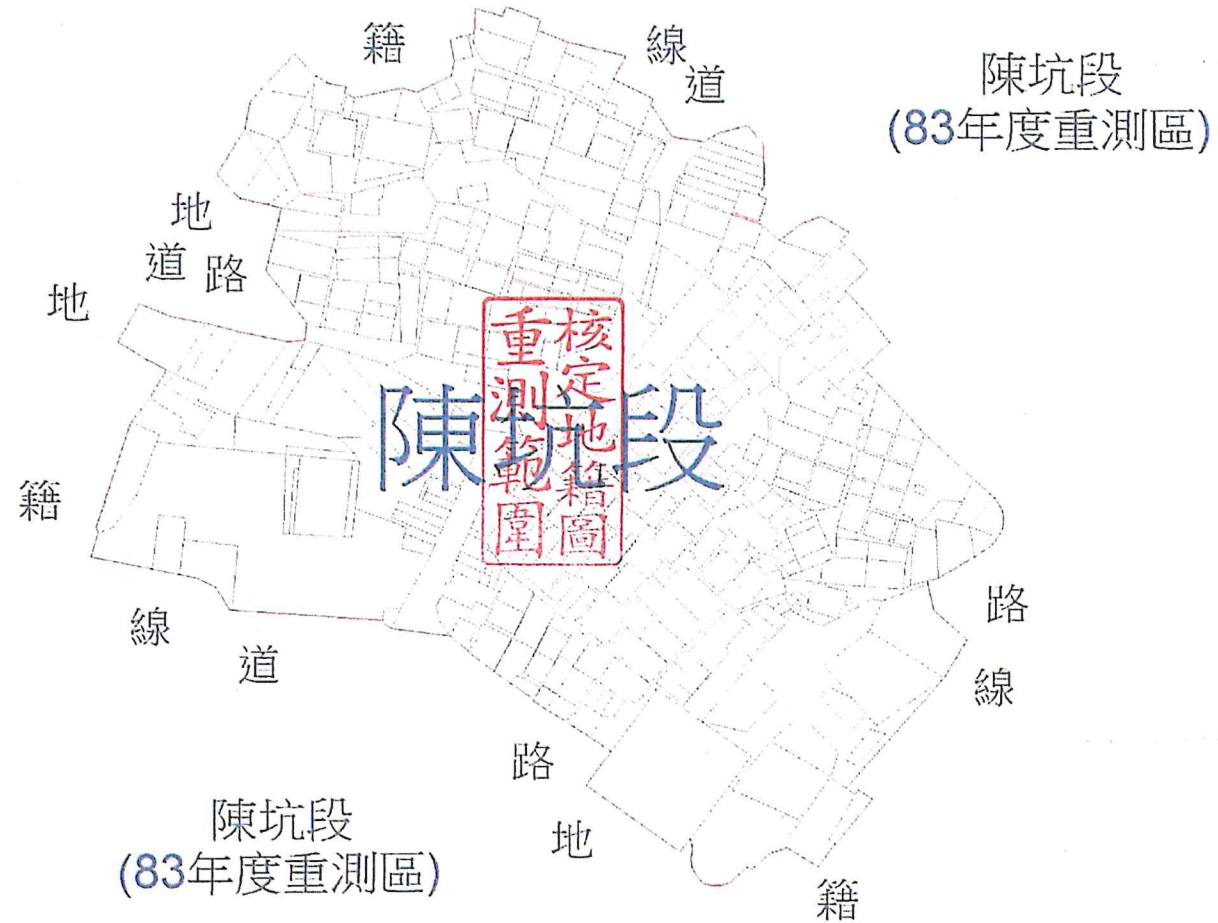 籍
線
道
陳坑段
(83年度重測區)
地
道 路
地
核定地籍圖
重測範圍
陳坑段
籍
線
道
路
線
路
地
籍
陳坑段
(83年度重測區)